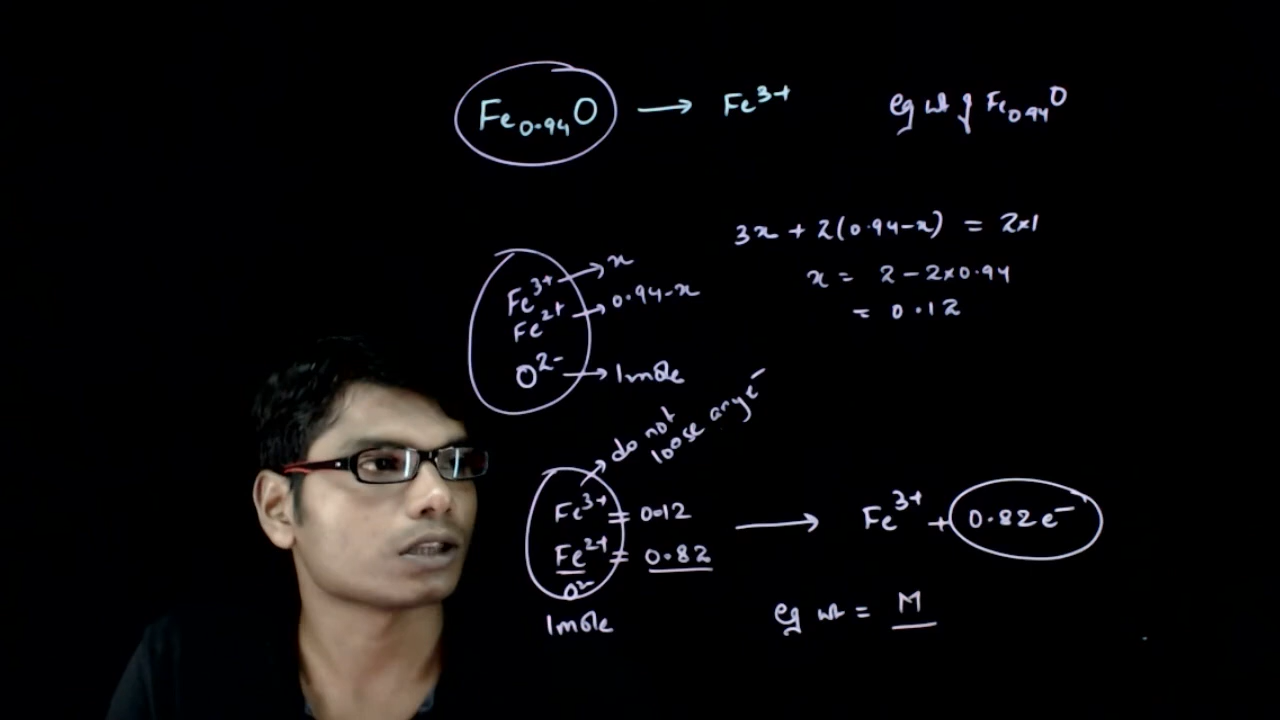 Fe0.94O → Fe3+
eq wt of Fe0.94O
3x + 2(0.94-x) = 2×1
x = 2 - 2×0.94
= 0.12
Fe3+ → x
Fe2+ → 0.94-x
O2- → 1mole
do not
loose any e-
Fe3+ = 0.12
Fe2+ = 0.82
O2-
1mole
→ Fe3+ + 0.82e-
eq wt = M